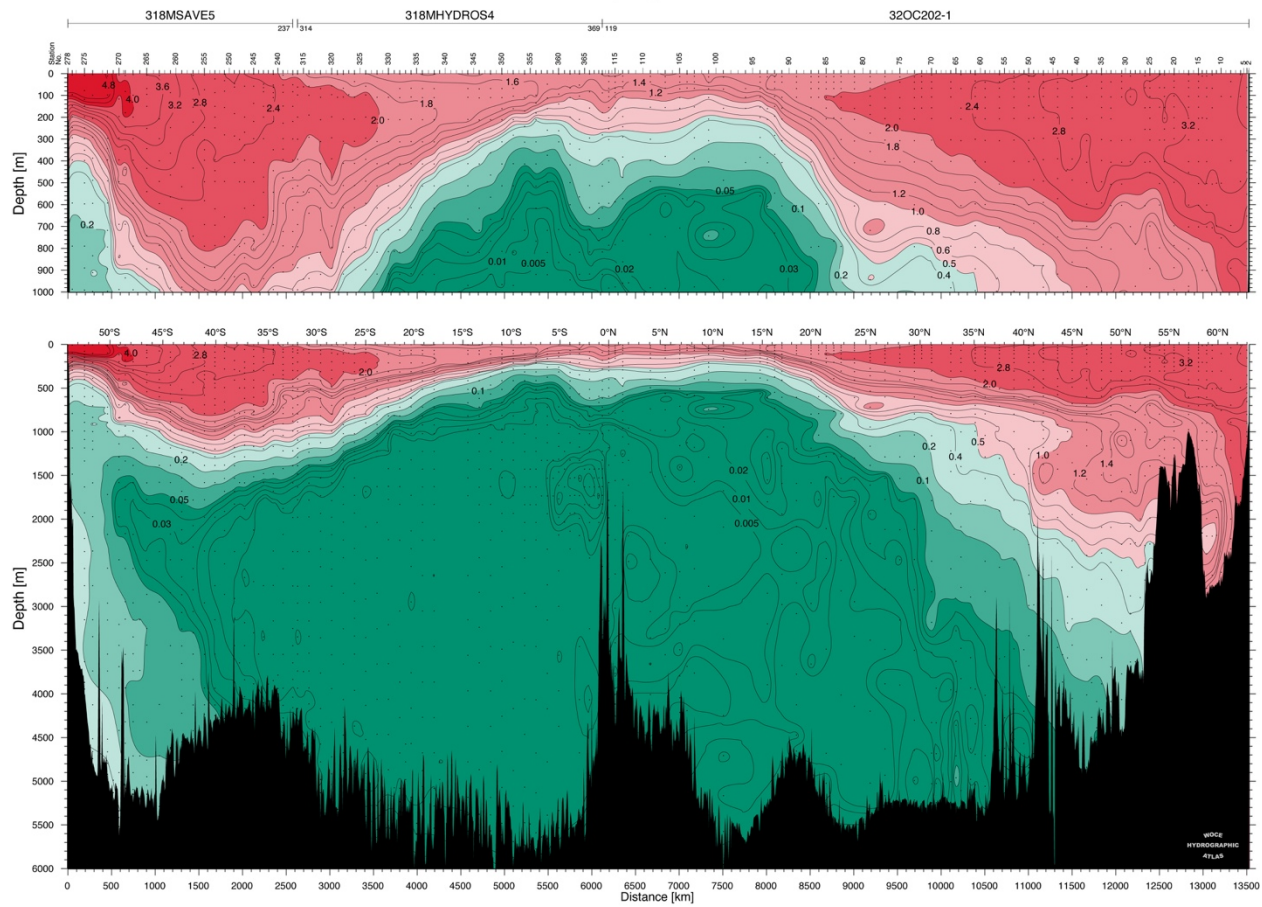 318MSAVE5 318MHYDROS4 32OC202-1
237 314 369 119
Station No.
278 275 270 265 260 255 250 245 240 315 320 325 330 335 340 345 350 355 360 365 115 110 105 100 95 90 85 80 75 70 65 60 55 50 45 40 35 30 25 20 15 10 5 2
Depth [m]
0
100
200
300
400
500
600
700
800
900
1000
4.8 3.6 1.6 1.4
4.0 3.2 2.8 2.4 1.8 1.2 2.4 3.2
2.0 2.0 2.8
1.8
0.05 1.2
0.2 0.1 1.0
0.8
0.6
0.01 0.005 0.02 0.03 0.2 0.5
0.4
50°S 45°S 40°S 35°S 30°S 25°S 20°S 15°S 10°S 5°S 0°N 5°N 10°N 15°N 20°N 25°N 30°N 35°N 40°N 45°N 50°N 55°N 60°N
Depth [m]
0
500
1000
1500
2000
2500
3000
3500
4000
4500
5000
5500
6000
4.0 2.8 2.0 2.8 3.2
0.1 2.0
0.2 0.2 0.5 1.0
0.4 1.4
0.05 0.02 0.1 1.2
0.03 0.01
0.005
WOCE
HYDROGRAPHIC
ATLAS
0 500 1000 1500 2000 2500 3000 3500 4000 4500 5000 5500 6000 6500 7000 7500 8000 8500 9000 9500 10000 10500 11000 11500 12000 12500 13000 13500
Distance [km]